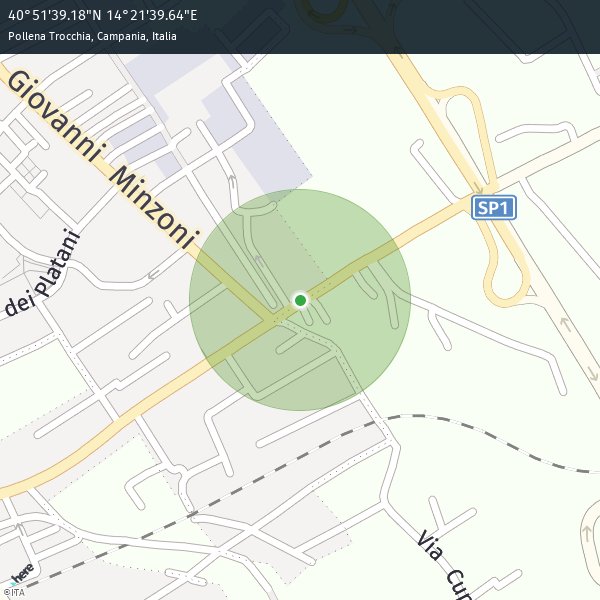 40°51'39.18"N 14°21'39.64"E
Pollena Trocchia, Campania, Italia
Giovanni Minzoni
dei Platani
SP1
Via Cup
here
©ITA